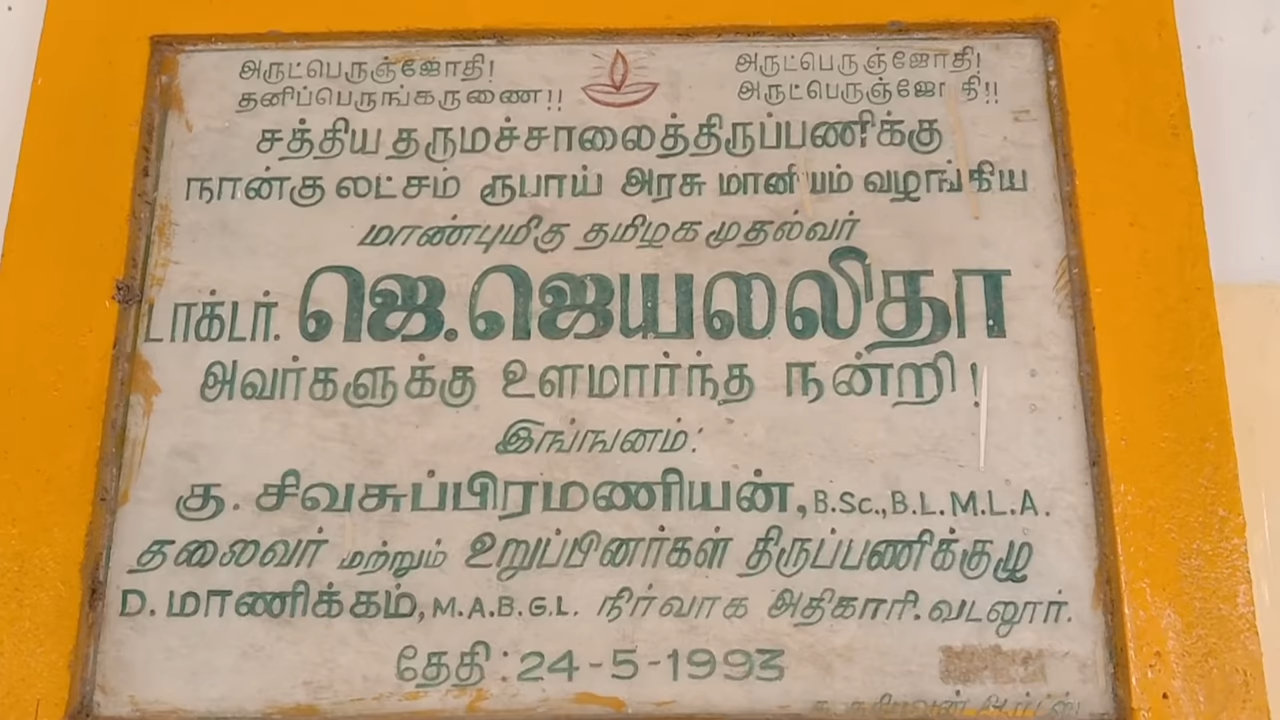 அருட்பெருஞ்ஜோதி!
தனிப்பெருங்கருணை!!
அருட்பெருஞ்ஜோதி!
அருட்பெருஞ்ஜோதி!!
சத்திய தருமச்சாலைத்திருப்பணிக்கு
நான்கு லட்சம் ரூபாய் அரசு மானியம் வழங்கிய
மாண்புமிகு தமிழக முதல்வர்
டாக்டர். ஜெ.ஜெயலலிதா
அவர்களுக்கு உளமார்ந்த நன்றி!
இங்ஙனம்:
கு. சிவசுப்பிரமணியன், B.Sc., B.L. M.L.A.
தலைவர் மற்றும் உறுப்பினர்கள் திருப்பணிக்குழு
D. மாணிக்கம், M.A.B.G.L. நிர்வாக அதிகாரி. வடலூர்.
தேதி : 24-5-1993